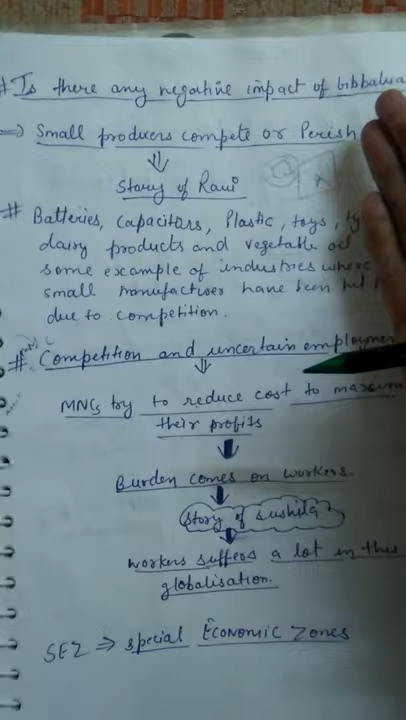 # Is there any negative impact of
⇒ Small producers compete or Perish
⇓
Story of Ravi
# Batteries, Capacitors, Plastic, toys,
dairy products and vegetable oil
some example of industries where
small manufactures have been hit
due to competition.
# Competition and uncertain employmen
⇓
MNCs try to reduce cost to maxim
their profits
Burden comes on workers.
Story of sushila
workers suffers a lot in this
globalisation.
SEZ ⇒ special Economic Zones